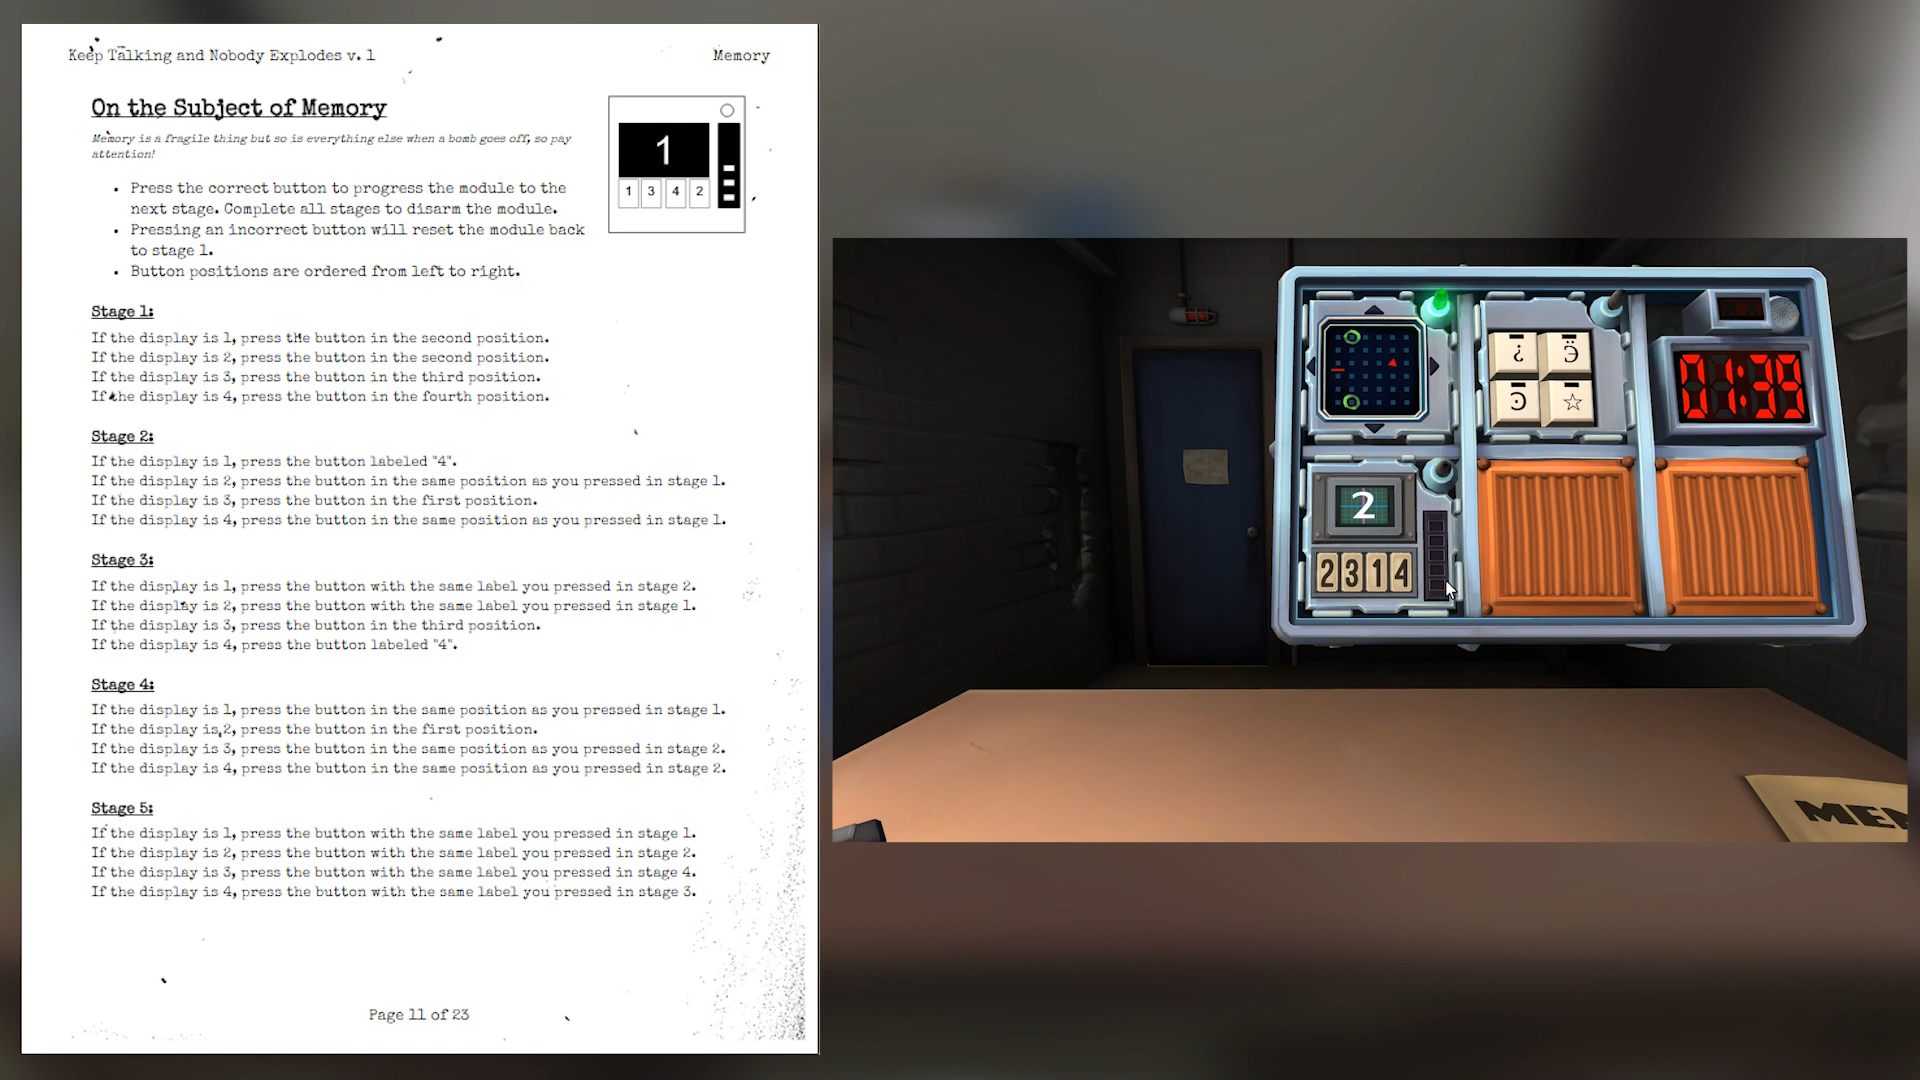 Keep Talking and Nobody Explodes v. 1
Memory
On the Subject of Memory
Memory is a fragile thing but so is everything else when a bomb goes off, so pay
attention!
1
1 3 4 2
• Press the correct button to progress the module to the
next stage. Complete all stages to disarm the module.
• Pressing an incorrect button will reset the module back
to stage 1.
• Button positions are ordered from left to right.
Stage 1:
If the display is 1, press the button in the second position.
If the display is 2, press the button in the second position.
If the display is 3, press the button in the third position.
If the display is 4, press the button in the fourth position.
Stage 2:
If the display is 1, press the button labeled "4".
If the display is 2, press the button in the same position as you pressed in stage 1.
If the display is 3, press the button in the first position.
If the display is 4, press the button in the same position as you pressed in stage 1.
Stage 3:
If the display is 1, press the button with the same label you pressed in stage 2.
If the display is 2, press the button with the same label you pressed in stage 1.
If the display is 3, press the button in the third position.
If the display is 4, press the button labeled "4".
Stage 4:
If the display is 1, press the button in the same position as you pressed in stage 1.
If the display is 2, press the button in the first position.
If the display is 3, press the button in the same position as you pressed in stage 2.
If the display is 4, press the button in the same position as you pressed in stage 2.
Stage 5:
If the display is 1, press the button with the same label you pressed in stage 1.
If the display is 2, press the button with the same label you pressed in stage 2.
If the display is 3, press the button with the same label you pressed in stage 4.
If the display is 4, press the button with the same label you pressed in stage 3.
Page 11 of 23
¿ Ӭ
Ͽ ☆
01:39
2
2 3 1 4